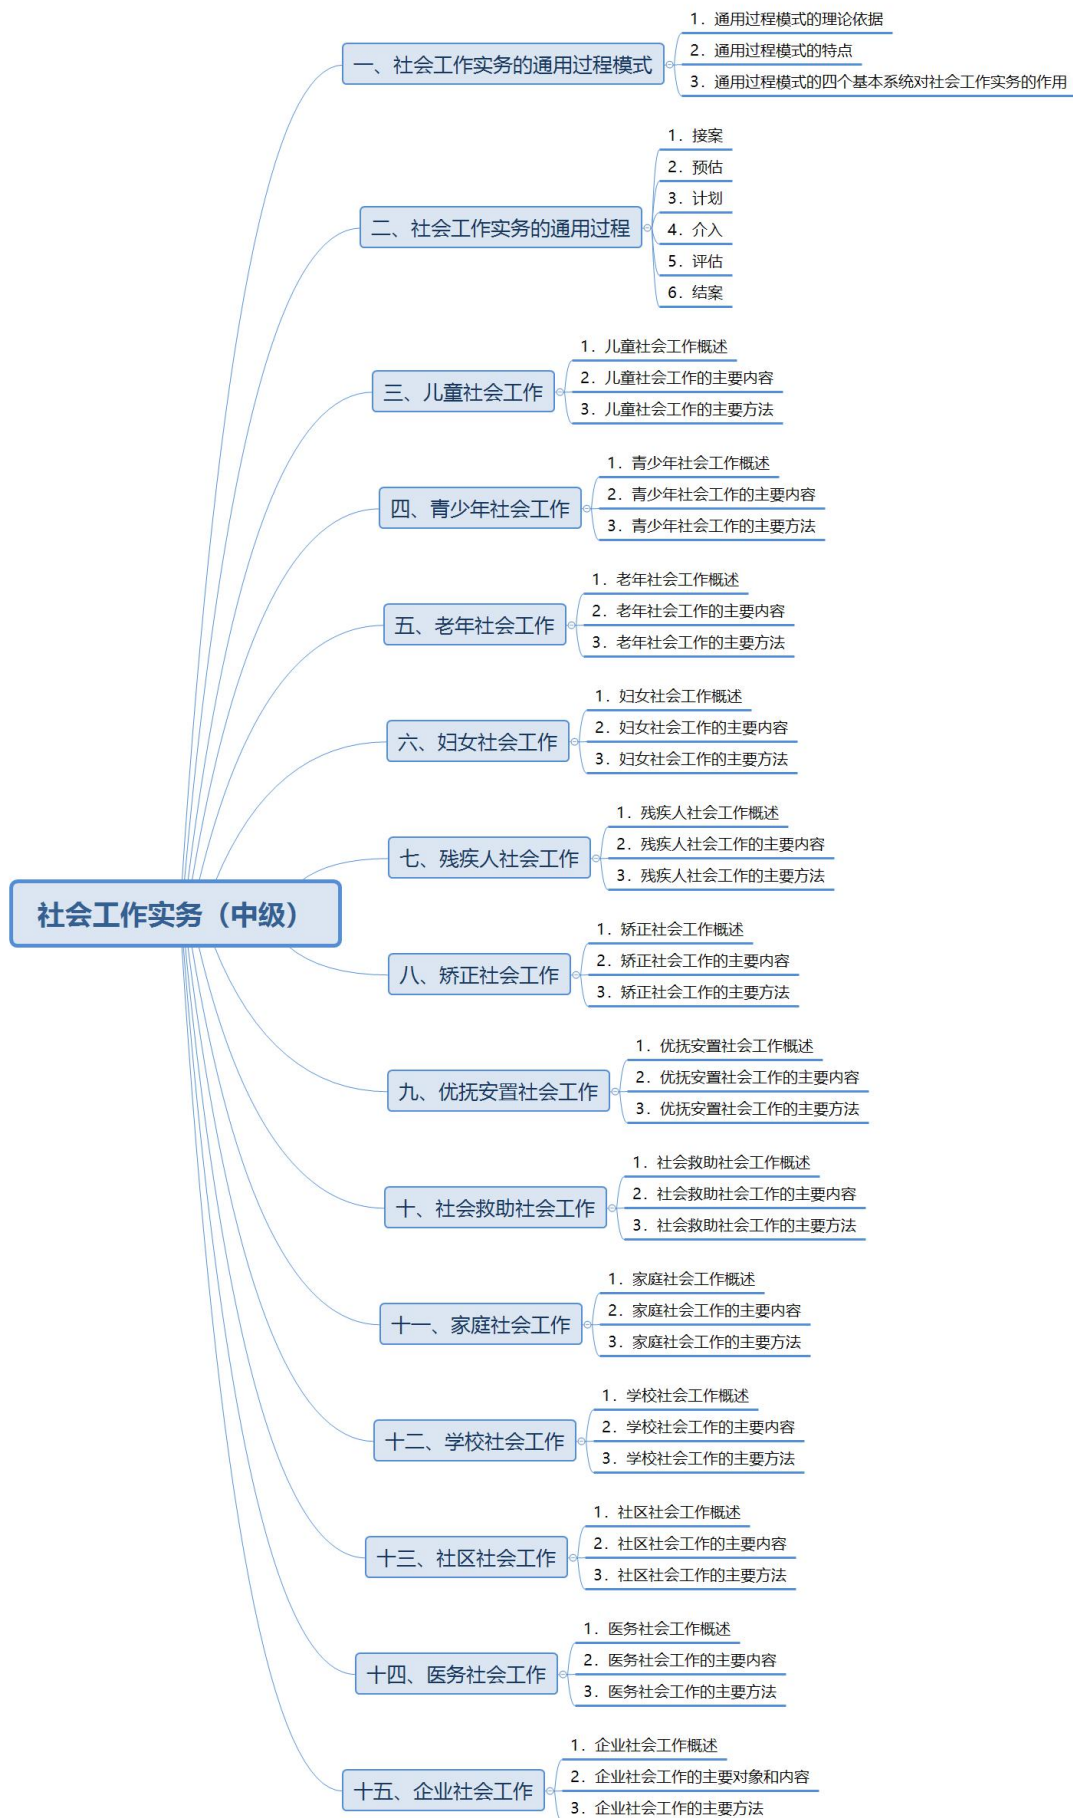 社会工作实务（中级）
一、社会工作实务的通用过程模式
1．通用过程模式的理论依据
2．通用过程模式的特点
3．通用过程模式的四个基本系统对社会工作实务的作用
二、社会工作实务的通用过程
1．接案
2．预估
3．计划
4．介入
5．评估
6．结案
三、儿童社会工作
1．儿童社会工作概述
2．儿童社会工作的主要内容
3．儿童社会工作的主要方法
四、青少年社会工作
1．青少年社会工作概述
2．青少年社会工作的主要内容
3．青少年社会工作的主要方法
五、老年社会工作
1．老年社会工作概述
2．老年社会工作的主要内容
3．老年社会工作的主要方法
六、妇女社会工作
1．妇女社会工作概述
2．妇女社会工作的主要内容
3．妇女社会工作的主要方法
七、残疾人社会工作
1．残疾人社会工作概述
2．残疾人社会工作的主要内容
3．残疾人社会工作的主要方法
八、矫正社会工作
1．矫正社会工作概述
2．矫正社会工作的主要内容
3．矫正社会工作的主要方法
九、优抚安置社会工作
1．优抚安置社会工作概述
2．优抚安置社会工作的主要内容
3．优抚安置社会工作的主要方法
十、社会救助社会工作
1．社会救助社会工作概述
2．社会救助社会工作的主要内容
3．社会救助社会工作的主要方法
十一、家庭社会工作
1．家庭社会工作概述
2．家庭社会工作的主要内容
3．家庭社会工作的主要方法
十二、学校社会工作
1．学校社会工作概述
2．学校社会工作的主要内容
3．学校社会工作的主要方法
十三、社区社会工作
1．社区社会工作概述
2．社区社会工作的主要内容
3．社区社会工作的主要方法
十四、医务社会工作
1．医务社会工作概述
2．医务社会工作的主要内容
3．医务社会工作的主要方法
十五、企业社会工作
1．企业社会工作概述
2．企业社会工作的主要对象和内容
3．企业社会工作的主要方法